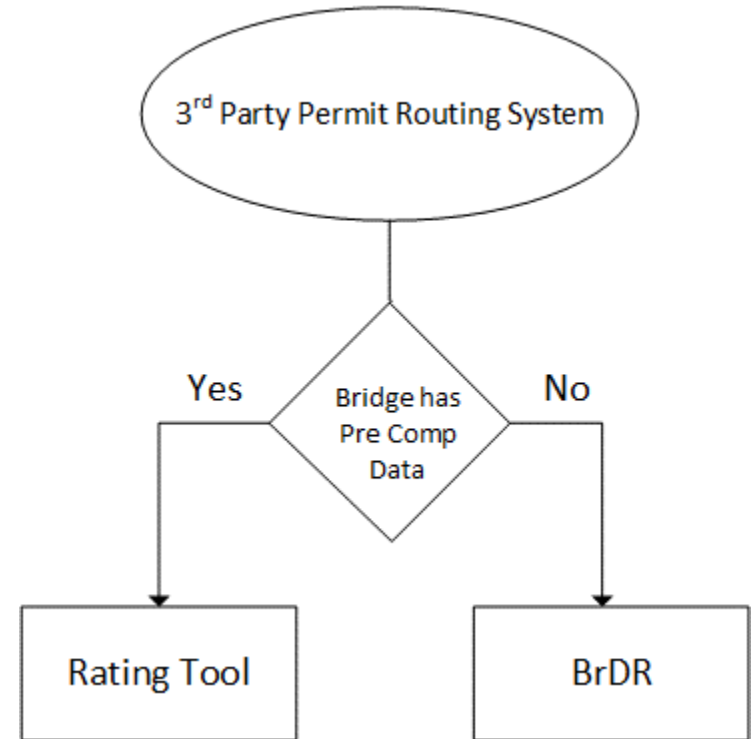 3rd Party Permit Routing System
Yes
No
Bridge has
Pre Comp
Data
Rating Tool
BrDR